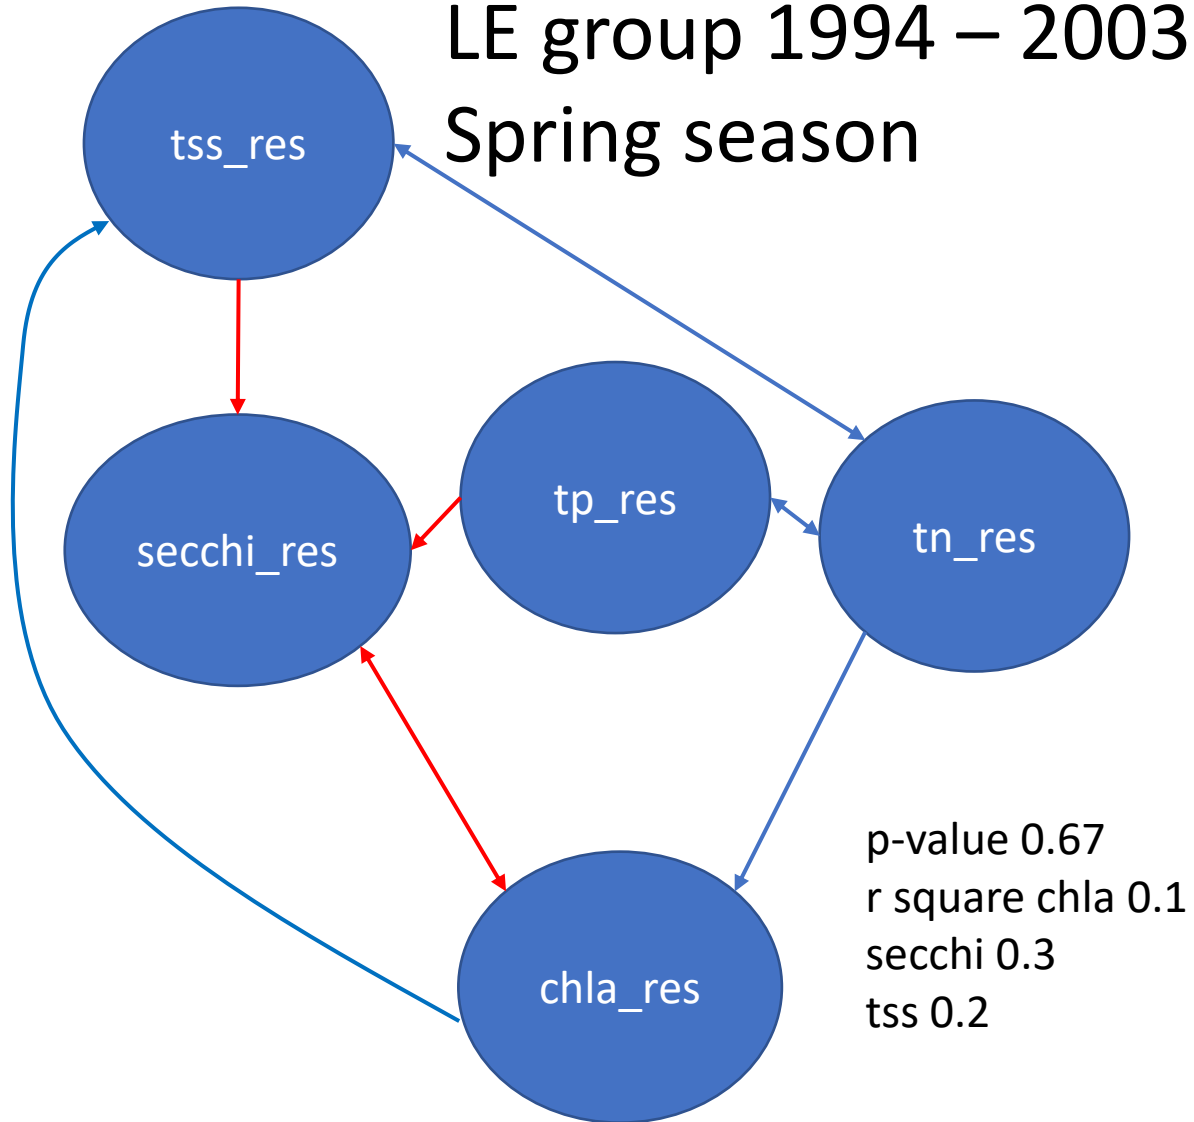 LE group 1994 – 2003
Spring season
tss_res
tp_res
tn_res
secchi_res
chla_res
p-value 0.67
r square chla 0.1
secchi 0.3
tss 0.2